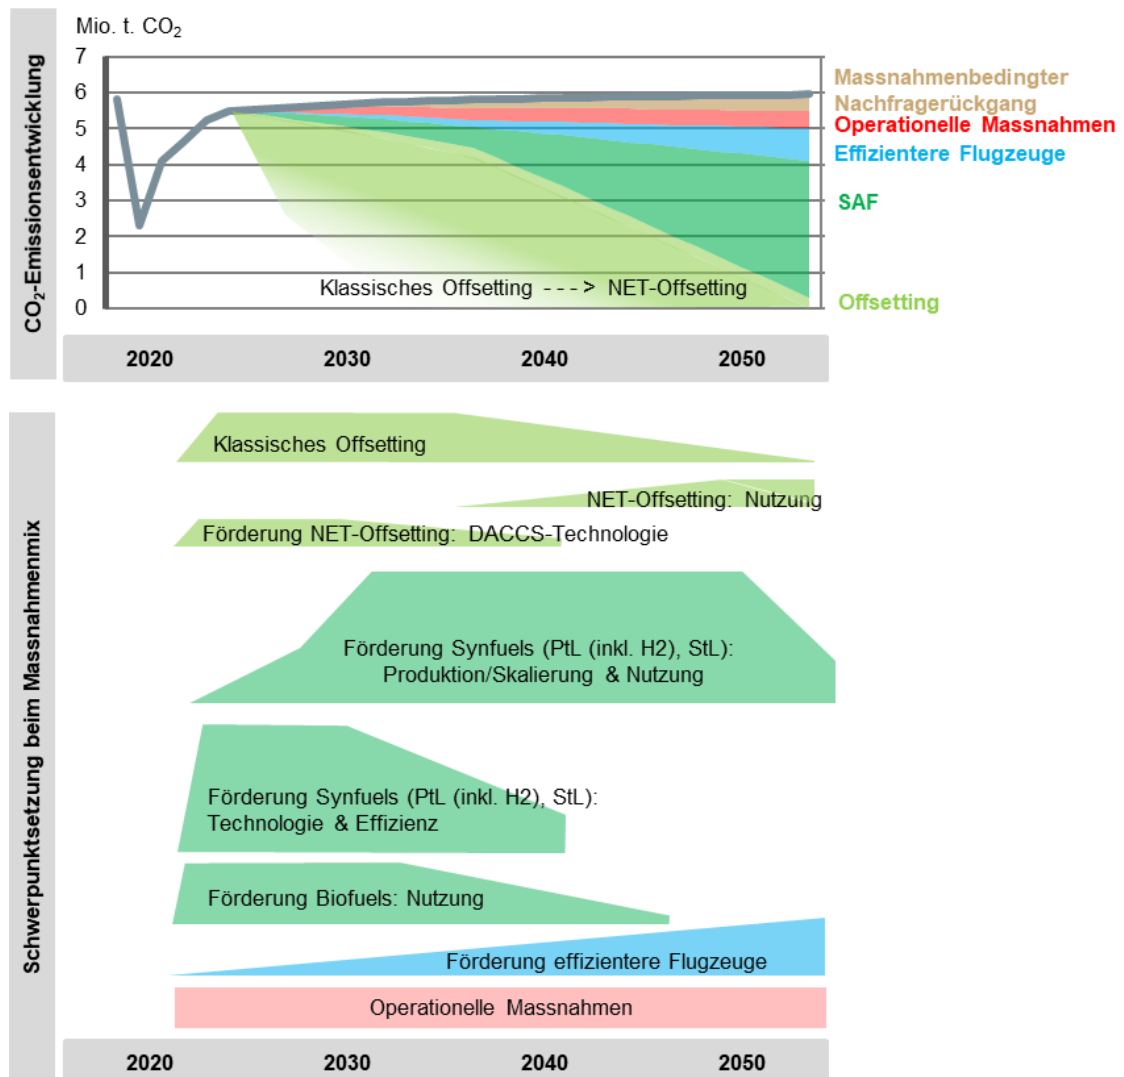 Mio. t. CO₂
CO₂-Emissionsentwicklung
7
6
5
4
3
2
1
0
Massnahmenbedingter
Nachfragerückgang
Operationelle Massnahmen
Effizientere Flugzeuge
SAF
Offsetting
Klassisches Offsetting - - - > NET-Offsetting
2020 2030 2040 2050
Schwerpunktsetzung beim Massnahmenmix
Klassisches Offsetting
NET-Offsetting: Nutzung
Förderung NET-Offsetting: DACCS-Technologie
Förderung Synfuels (PtL (inkl. H2), StL):
Produktion/Skalierung & Nutzung
Förderung Synfuels (PtL (inkl. H2), StL):
Technologie & Effizienz
Förderung Biofuels: Nutzung
Förderung effizientere Flugzeuge
Operationelle Massnahmen
2020 2030 2040 2050